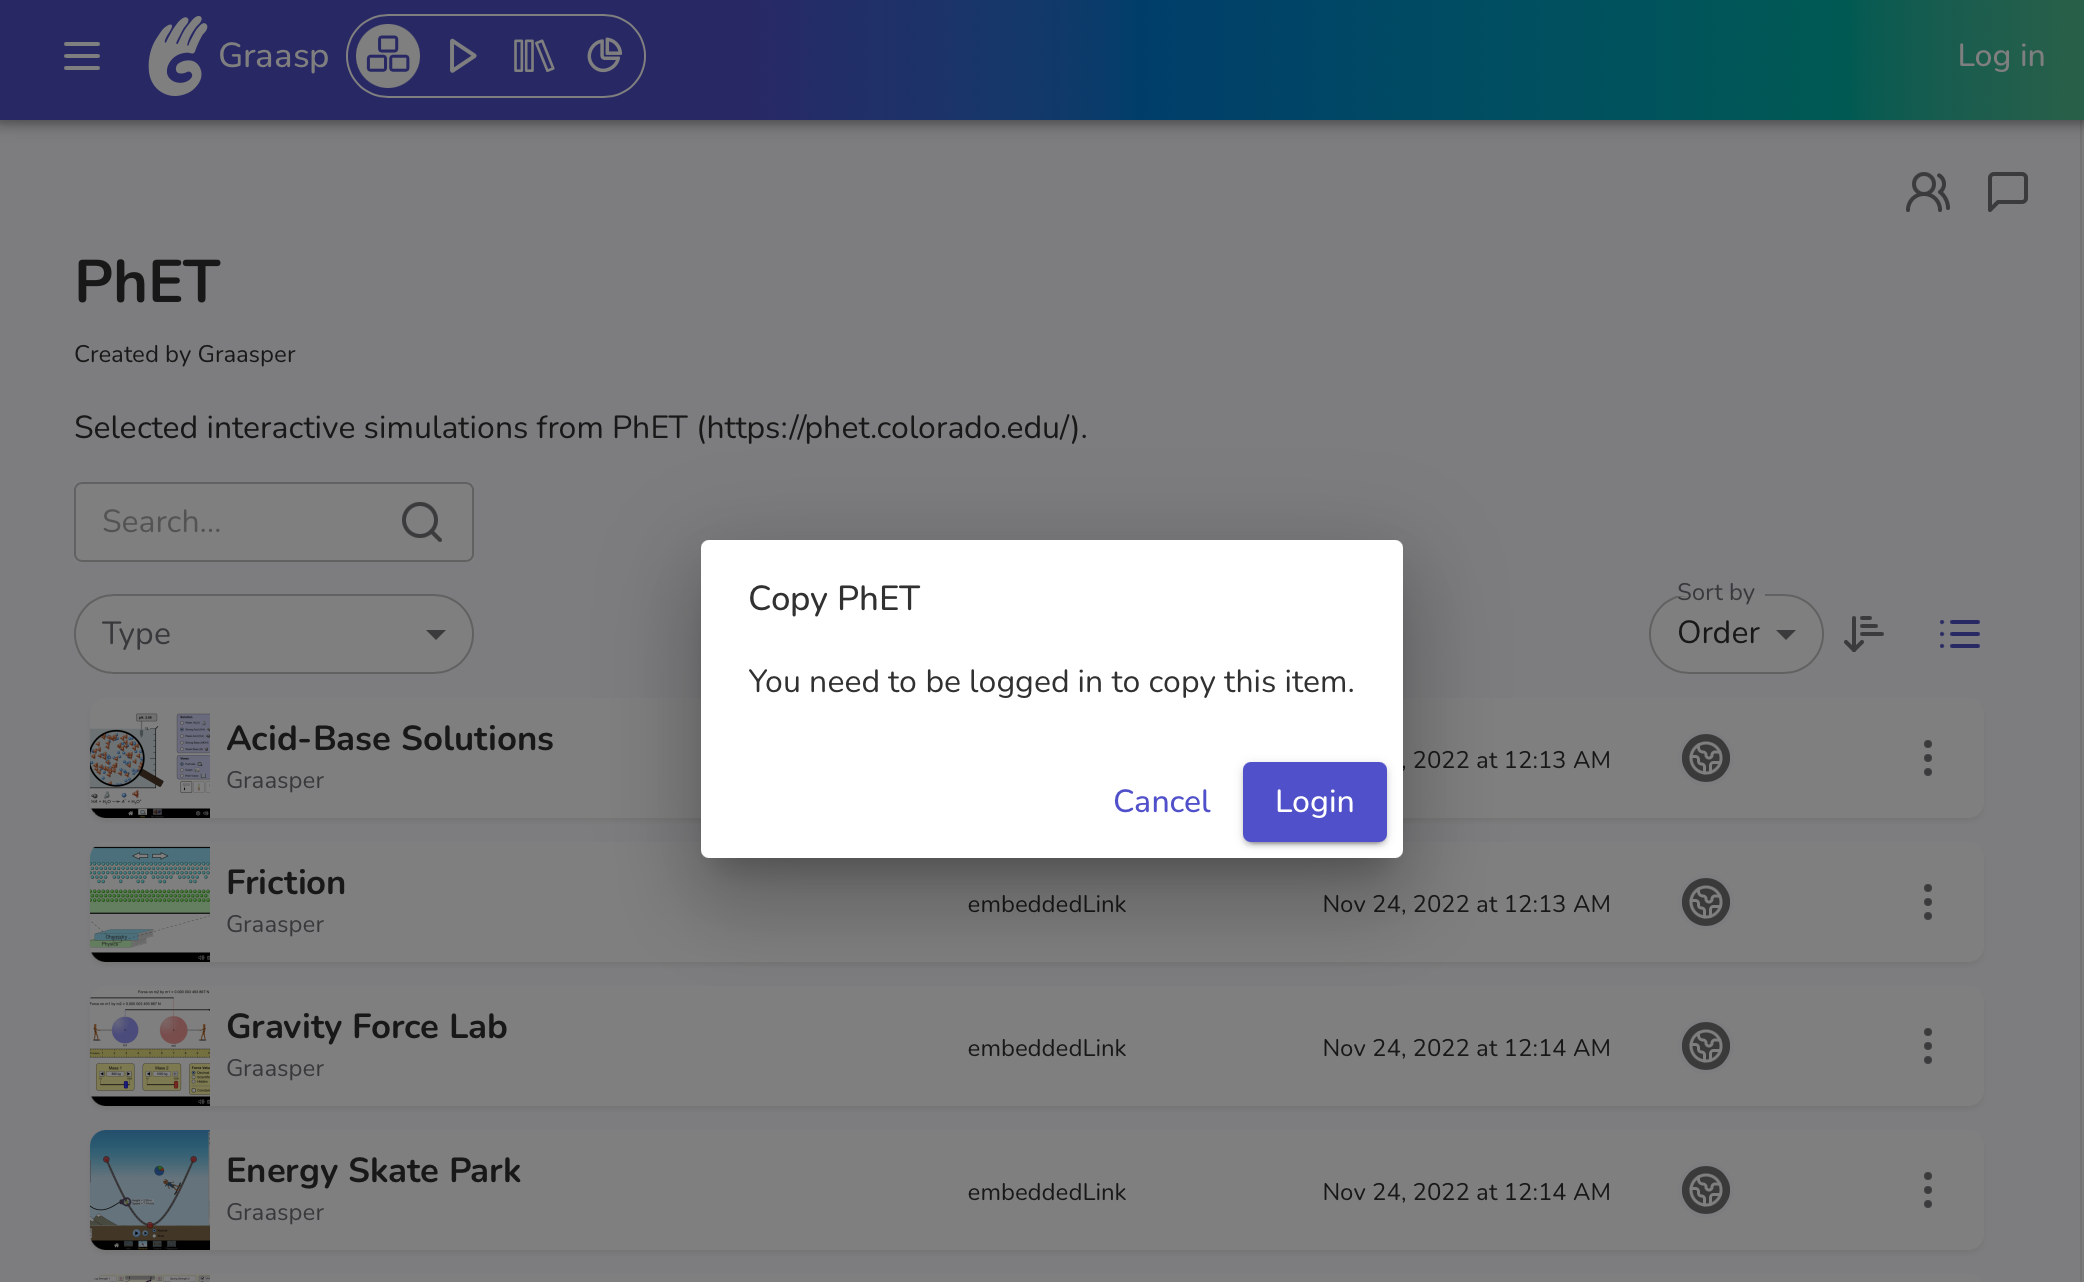 Graasp
Log in
PhET
Created by Graasper
Selected interactive simulations from PhET (https://phet.colorado.edu/).
Search...
Type
Sort by
Order
Copy PhET
You need to be logged in to copy this item.
Cancel
Login
Acid-Base Solutions
Graasper
, 2022 at 12:13 AM
Friction
Graasper
embeddedLink
Nov 24, 2022 at 12:13 AM
Gravity Force Lab
Graasper
embeddedLink
Nov 24, 2022 at 12:14 AM
Energy Skate Park
Graasper
embeddedLink
Nov 24, 2022 at 12:14 AM